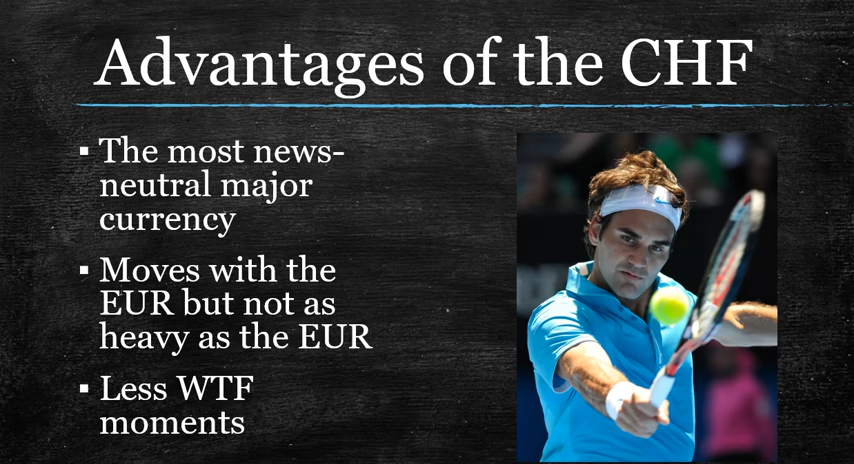 Advantages of the CHF
▪ The most news-
neutral major
currency
▪ Moves with the
EUR but not as
heavy as the EUR
▪ Less WTF
moments